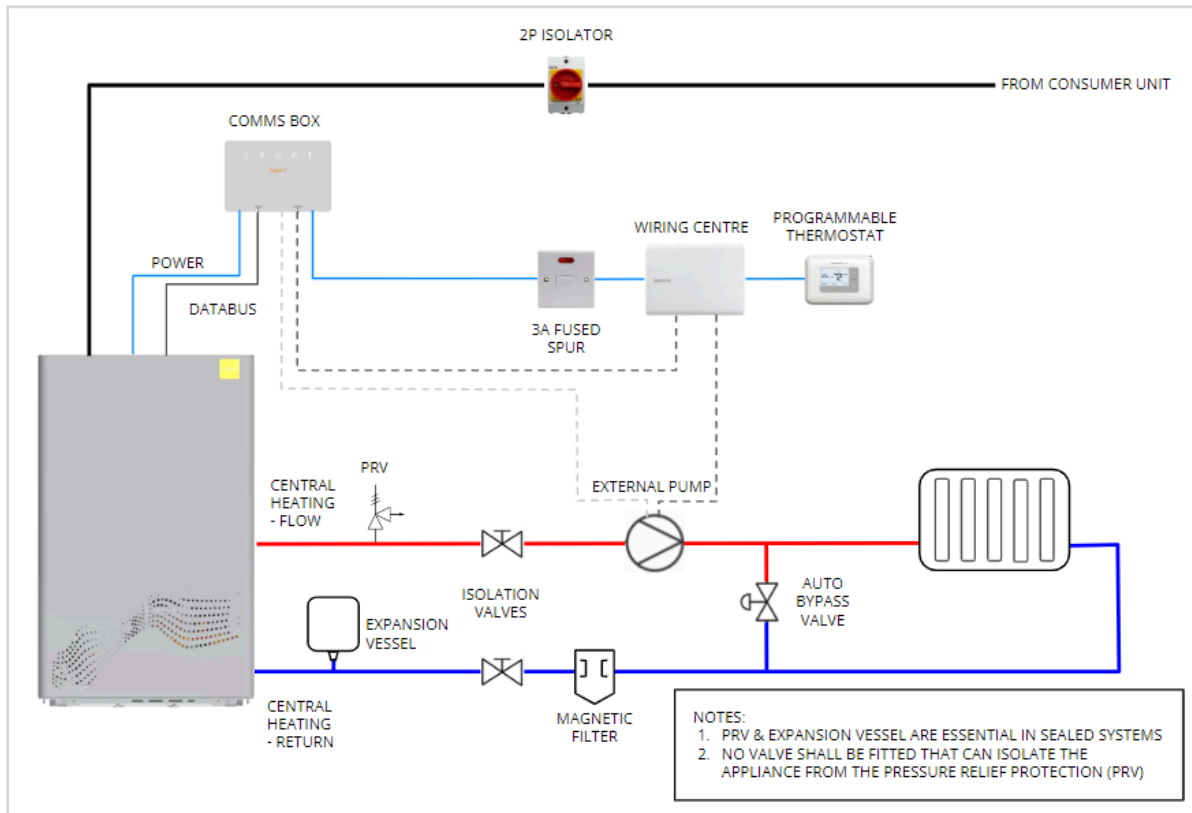 2P ISOLATOR
FROM CONSUMER UNIT
COMMS BOX
WIRING CENTRE
PROGRAMMABLE
THERMOSTAT
POWER
DATABUS
3A FUSED
SPUR
PRV
CENTRAL
HEATING
- FLOW
EXTERNAL PUMP
ISOLATION
VALVES
AUTO
BYPASS
VALVE
EXPANSION
VESSEL
CENTRAL
HEATING
- RETURN
MAGNETIC
FILTER
NOTES:
1. PRV & EXPANSION VESSEL ARE ESSENTIAL IN SEALED SYSTEMS
2. NO VALVE SHALL BE FITTED THAT CAN ISOLATE THE
APPLIANCE FROM THE PRESSURE RELIEF PROTECTION (PRV)